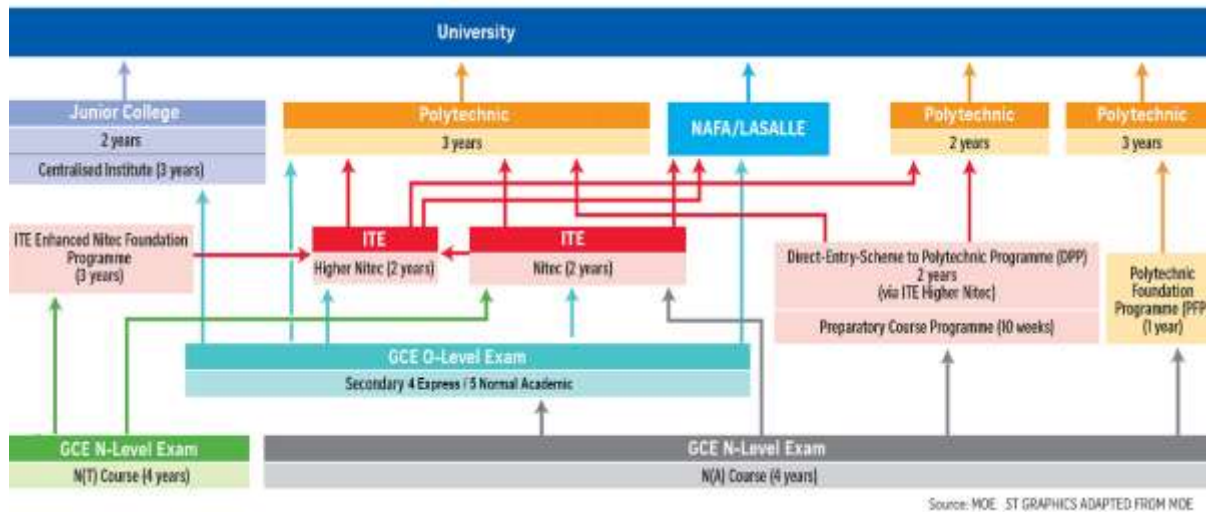 University
Junior College
2 years
Centralised Institute (3 years)
Polytechnic
3 years
NAFA/LASALLE
Polytechnic
2 years
Polytechnic
3 years
ITE Enhanced Nitec Foundation
Programme
(3 years)
ITE
Higher Nitec (2 years)
ITE
Nitec (2 years)
Direct-Entry-Scheme to Polytechnic Programme (DPP)
2 years
(via ITE Higher Nitec)
Preparatory Course Programme (10 weeks)
Polytechnic
Foundation
Programme (PFP
(1 year)
GCE O-Level Exam
Secondary 4 Express / 5 Normal Academic
GCE N-Level Exam
N(T) Course (4 years)
GCE N-Level Exam
N(A) Course (4 years)
Source: MOE ST GRAPHICS ADAPTED FROM MOE